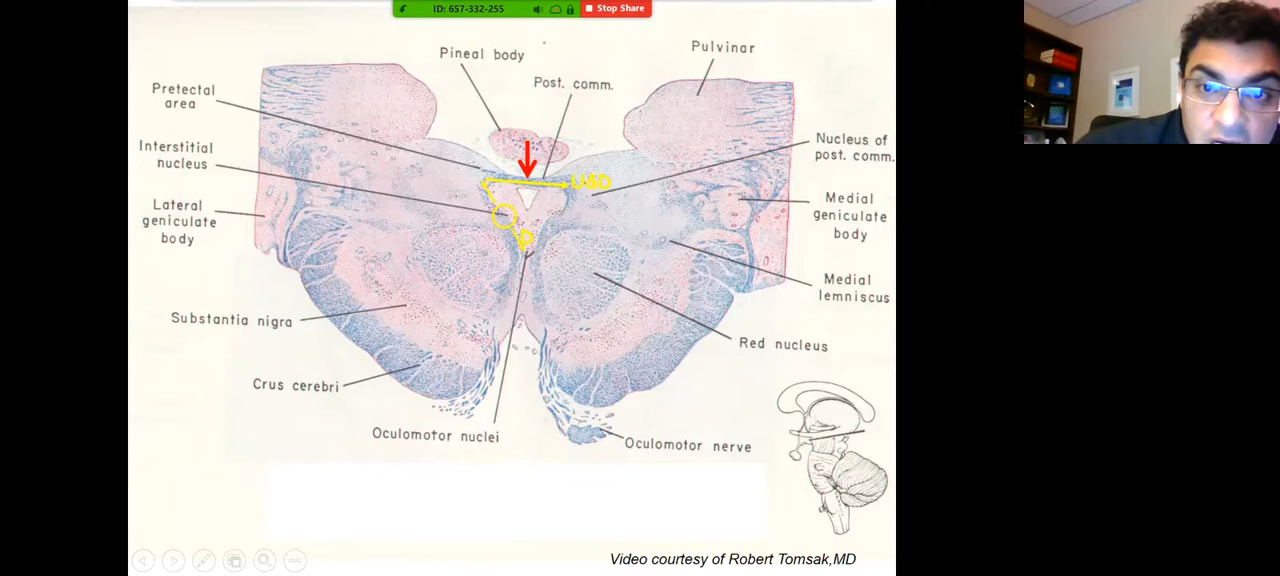 ID: 657-332-255
Stop Share
Pineal body
Pulvinar
Pretectal
area
Post. comm.
Interstitial
nucleus
Nucleus of
post. comm.
U&D
Lateral
geniculate
body
Medial
geniculate
body
D
Medial
lemniscus
Substantia nigra
Red nucleus
Crus cerebri
Oculomotor nuclei
Oculomotor nerve
Video courtesy of Robert Tomsak,MD